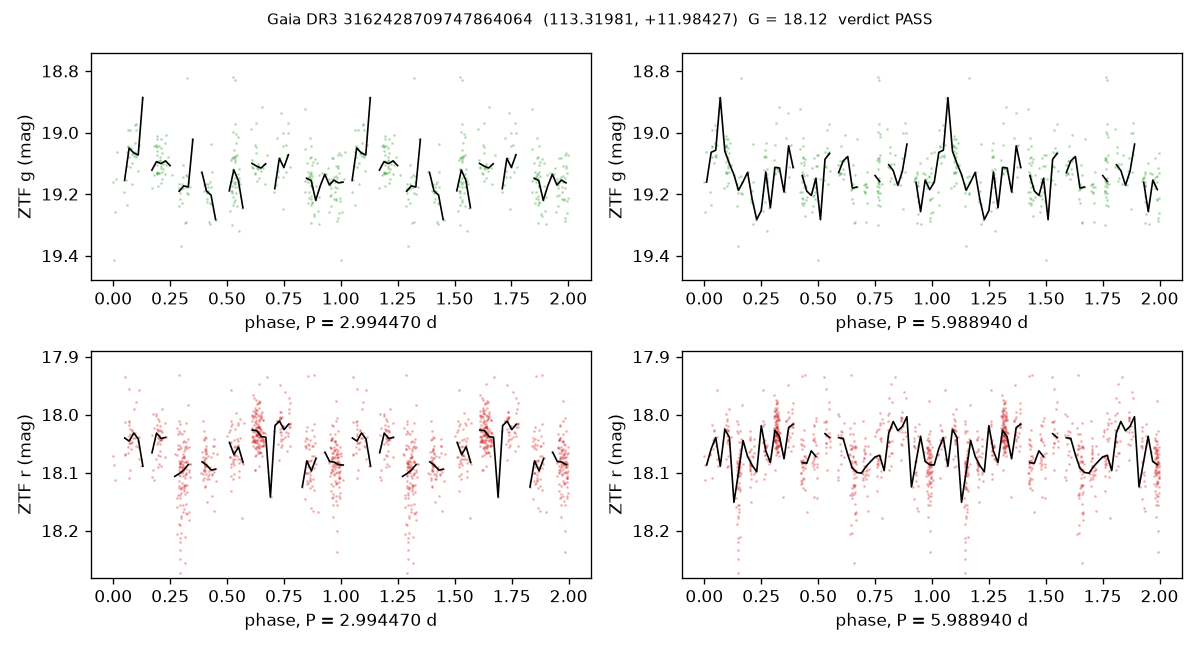 Gaia DR3 3162428709747864064 (113.31981, +11.98427) G = 18.12 verdict PASS
ZTF g (mag)
18.8
19.0
19.2
19.4
0.00 0.25 0.50 0.75 1.00 1.25 1.50 1.75 2.00
phase, P = 2.994470 d
ZTF g (mag)
18.8
19.0
19.2
19.4
0.00 0.25 0.50 0.75 1.00 1.25 1.50 1.75 2.00
phase, P = 5.988940 d
ZTF r (mag)
17.9
18.0
18.1
18.2
0.00 0.25 0.50 0.75 1.00 1.25 1.50 1.75 2.00
phase, P = 2.994470 d
ZTF r (mag)
17.9
18.0
18.1
18.2
0.00 0.25 0.50 0.75 1.00 1.25 1.50 1.75 2.00
phase, P = 5.988940 d